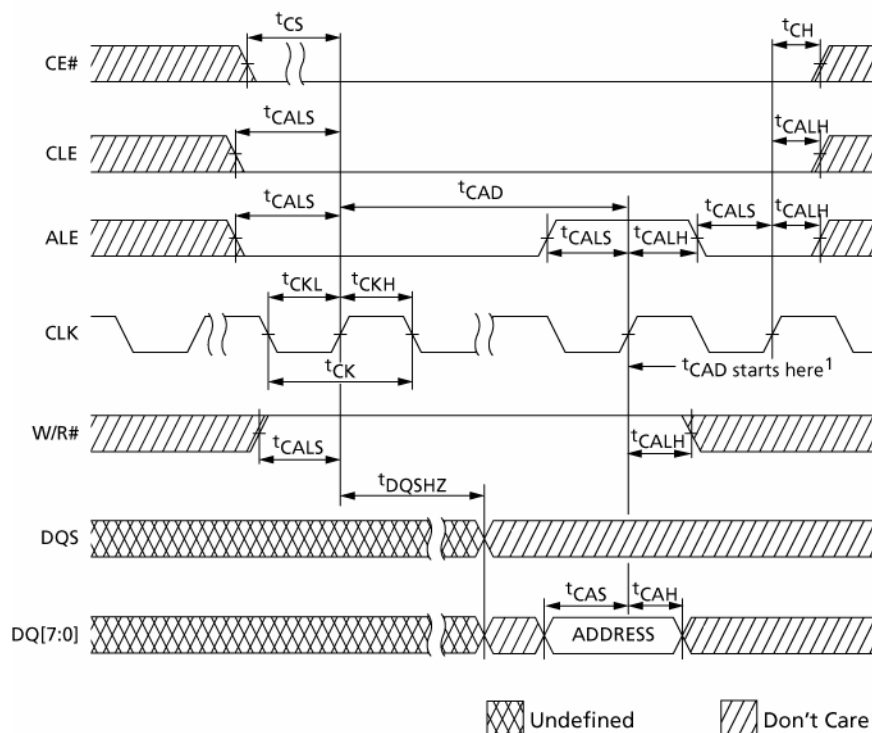 tCS tCH
CE#
tCALS tCALH
CLE
tCAD
tCALS tCALS tCALH tCALS tCALH
ALE
tCKL tCKH
CLK
tCK tCAD starts here1
W/R#
tCALS tCALH
tDQSHZ
DQS
tCAS tCAH
DQ[7:0] ADDRESS
Undefined Don't Care